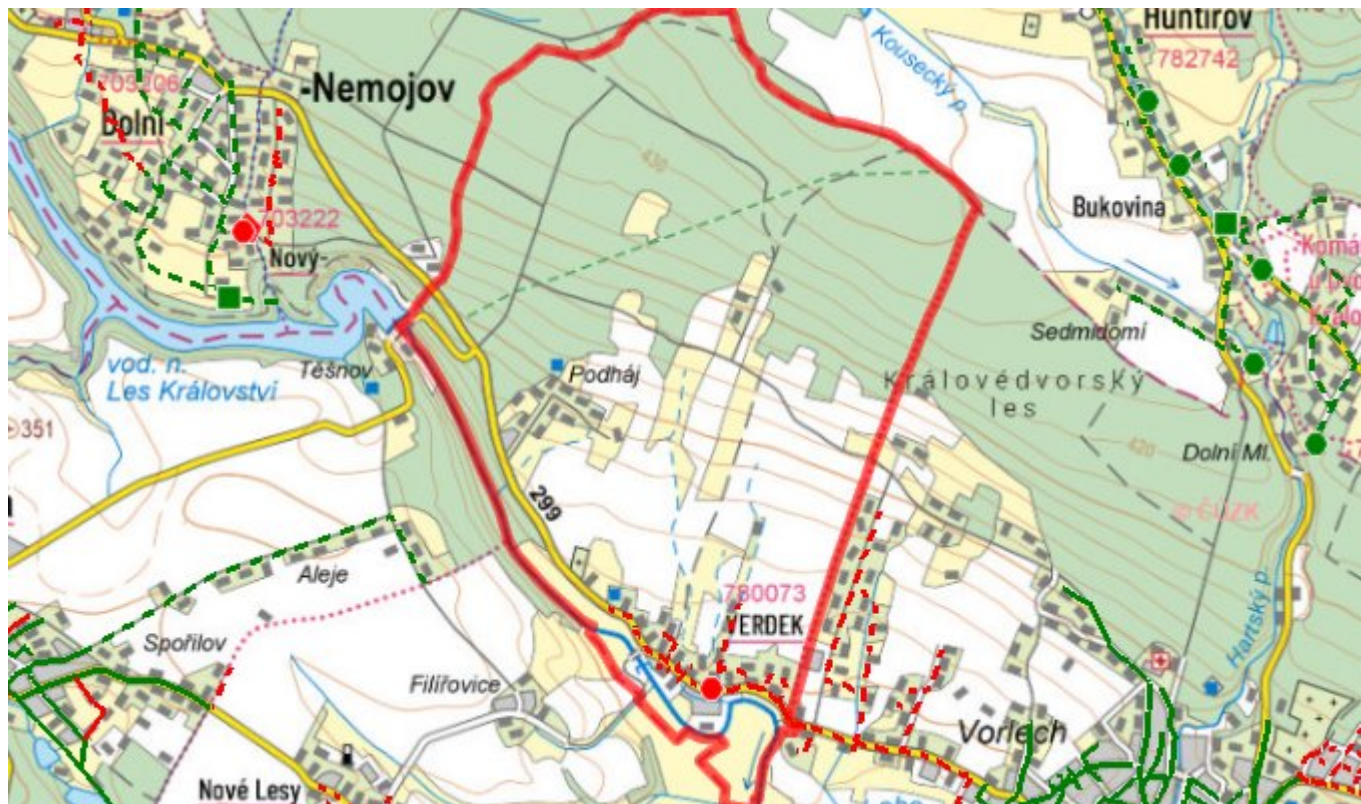 Huntířov
782742
Kousecký p.
703206
-Nemojov
Dolní
430
Bukovina
703222
Nový-
Komá
Sedmidomí
vod. n.
Les Království
Těšnov
Podháj
Královédvorský
les
351
420
Dolní Ml.
299
© ČÚZK
Aleje
780073
VERDEK
Hartský p.
Spořilov
Filířovice
Vorlech
Nové Lesy